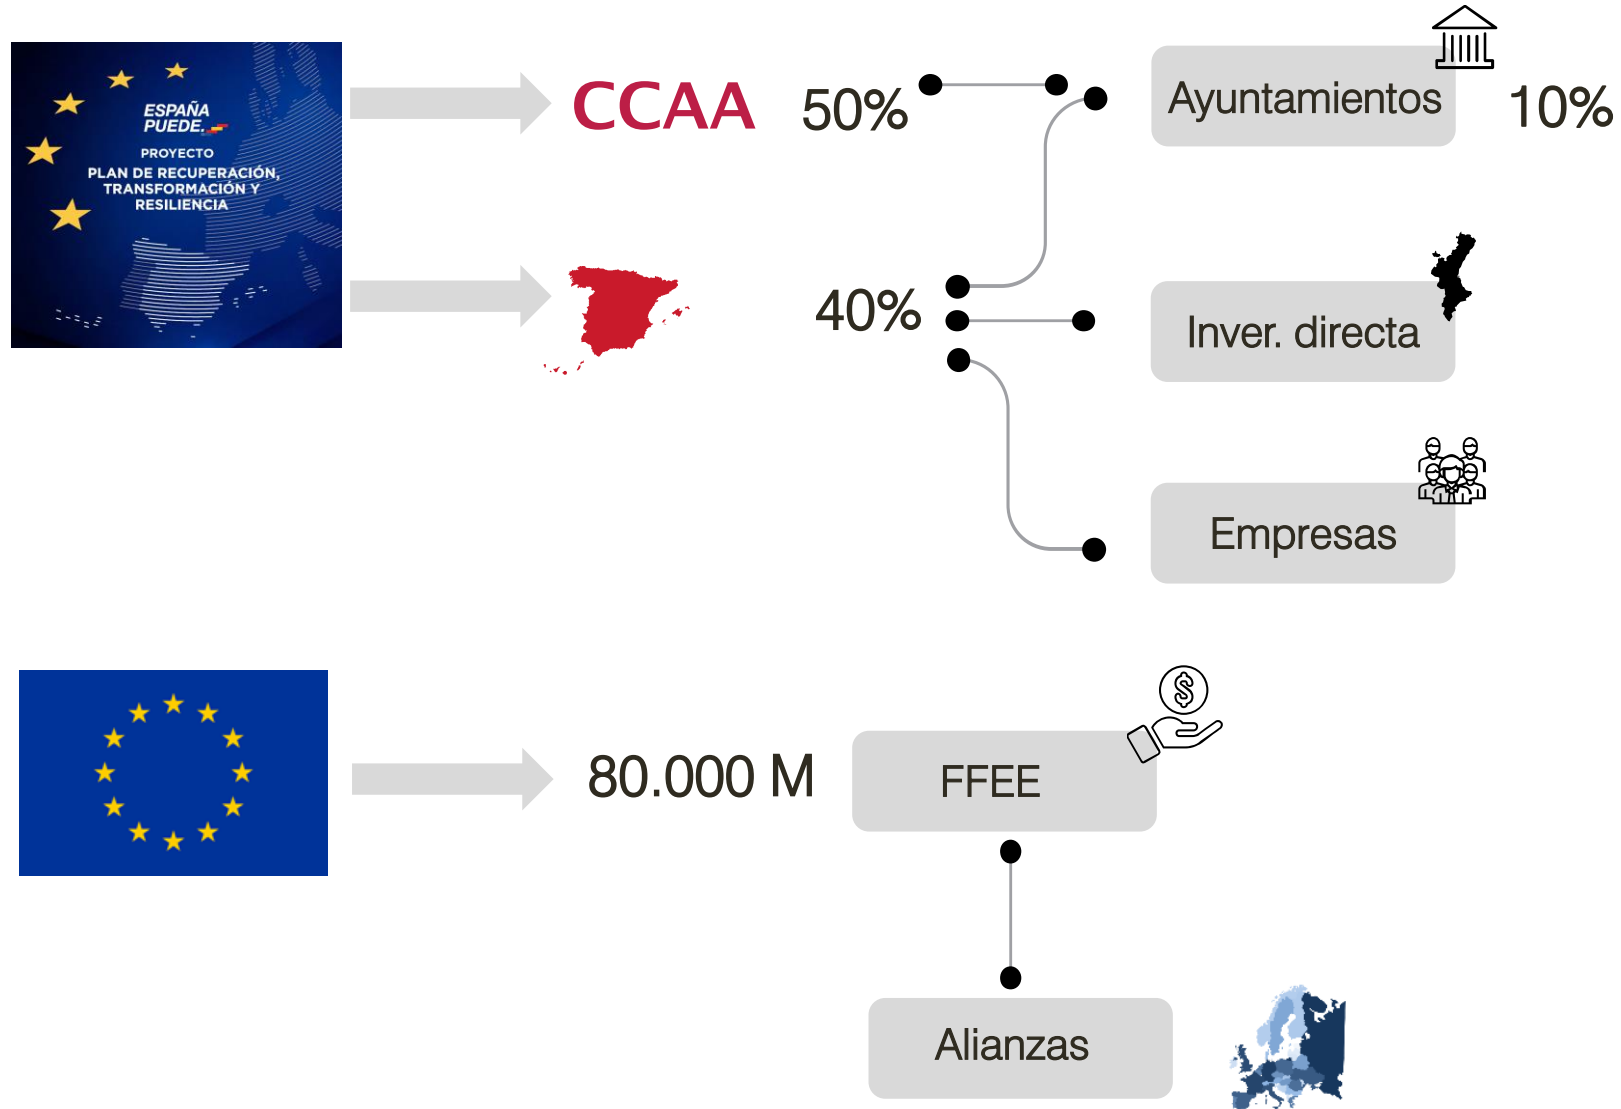 ESPAÑA
PUEDE.
PROYECTO
PLAN DE RECUPERACIÓN,
TRANSFORMACIÓN Y
RESILIENCIA
CCAA 50%
Ayuntamientos 10%
40%
Inver. directa
Empresas
80.000 M
FFEE
Alianzas